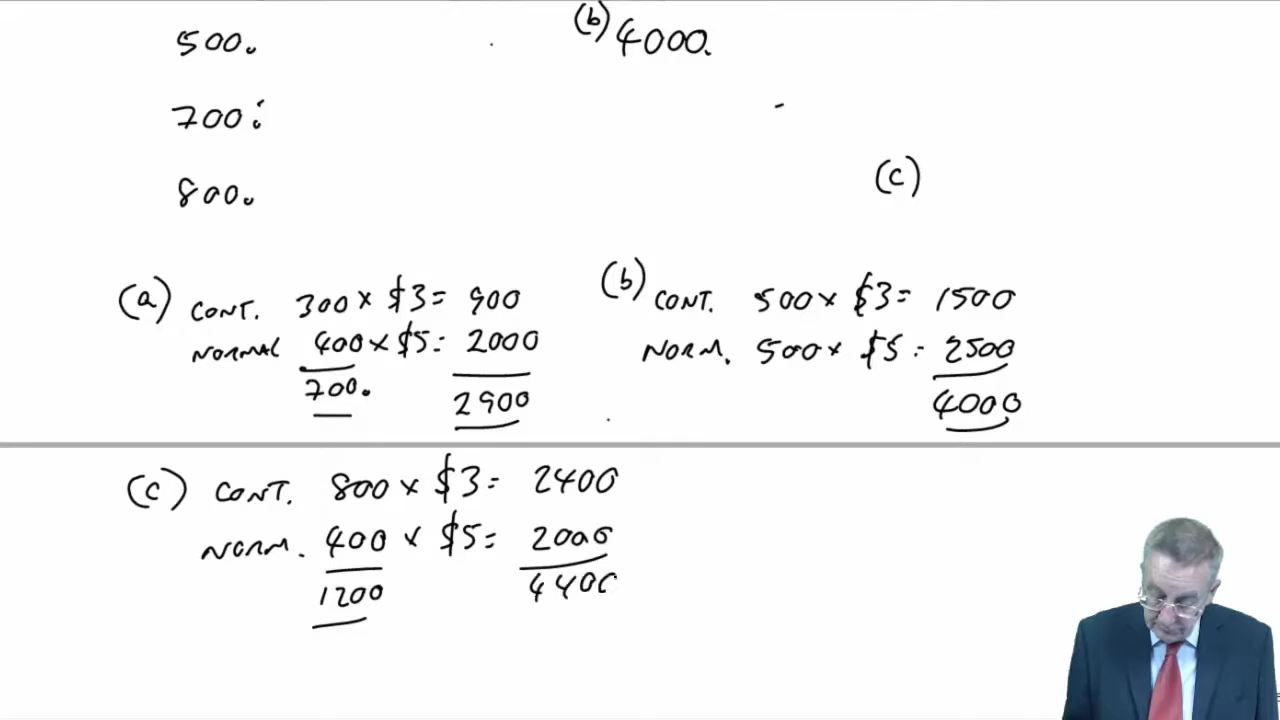 500.
(b) 4000.
700:
(c)
800.
(a) CONT. 300 × $3 = 900
NORMAL 400 × $5 = 2000
700. 2900
(b) CONT. 500 × $3 = 1500
NORM. 500 × $5 = 2500
4000
(c) CONT. 800 × $3 = 2400
NORM. 400 × $5 = 2000
1200 4400